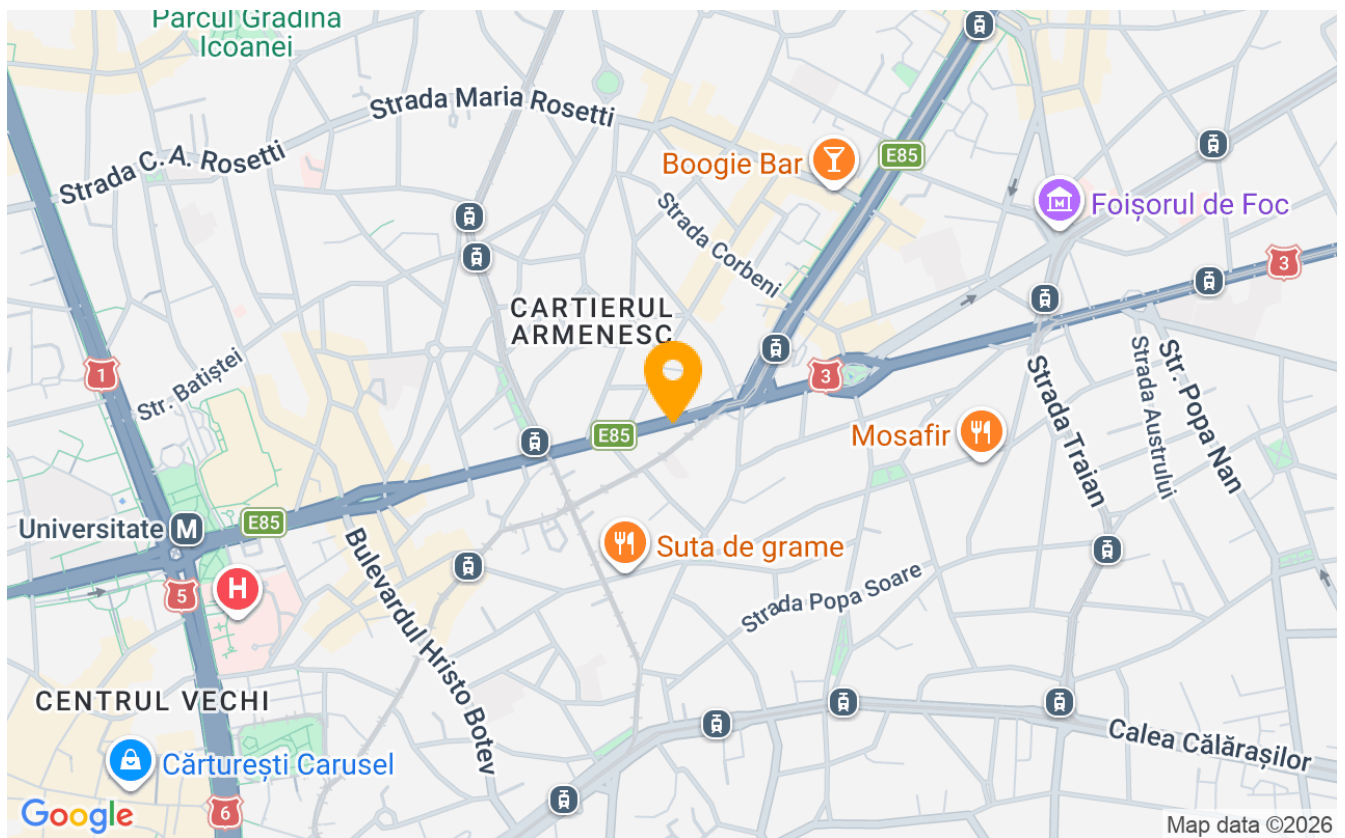 Parcul Grădina
Icoanei
Strada Maria Rosetti
Strada C. A. Rosetti
Boogie Bar
E85
Strada Corbeni
Foișorul de Foc
3
CARTIERUL
ARMENESC
1
Str. Batiștei
3
E85
Mosafir
Strada Traian
Strada Austrului
Str. Popa Nan
Universitate M
E85
Suta de grame
Bulevardul Hristo Botev
H
5
Strada Popa Soare
CENTRUL VECHI
Calea Călărașilor
Cărturești Carusel
6
Google
Map data ©2026